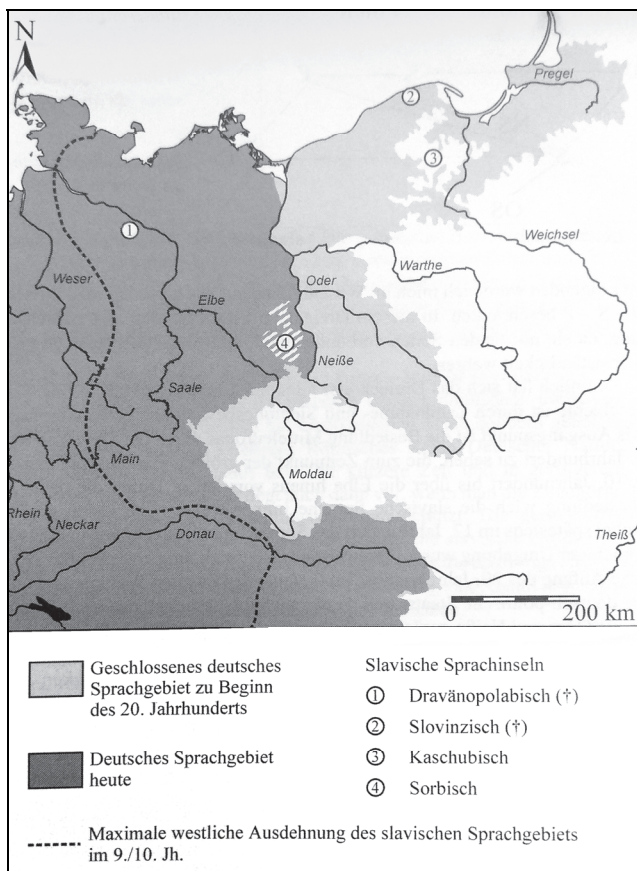 N
Pregel
②
③
Weichsel
①
Weser
Oder
Warthe
Elbe
④
Neiße
Saale
Main
Moldau
Rhein
Neckar
Donau
Theiß
0 200 km
Geschlossenes deutsches
Sprachgebiet zu Beginn
des 20. Jahrhunderts
Deutsches Sprachgebiet
heute
Slavische Sprachinseln
① Dravänopolabisch (†)
② Slovinzisch (†)
③ Kaschubisch
④ Sorbisch
Maximale westliche Ausdehnung des slavischen Sprachgebiets
im 9./10. Jh.